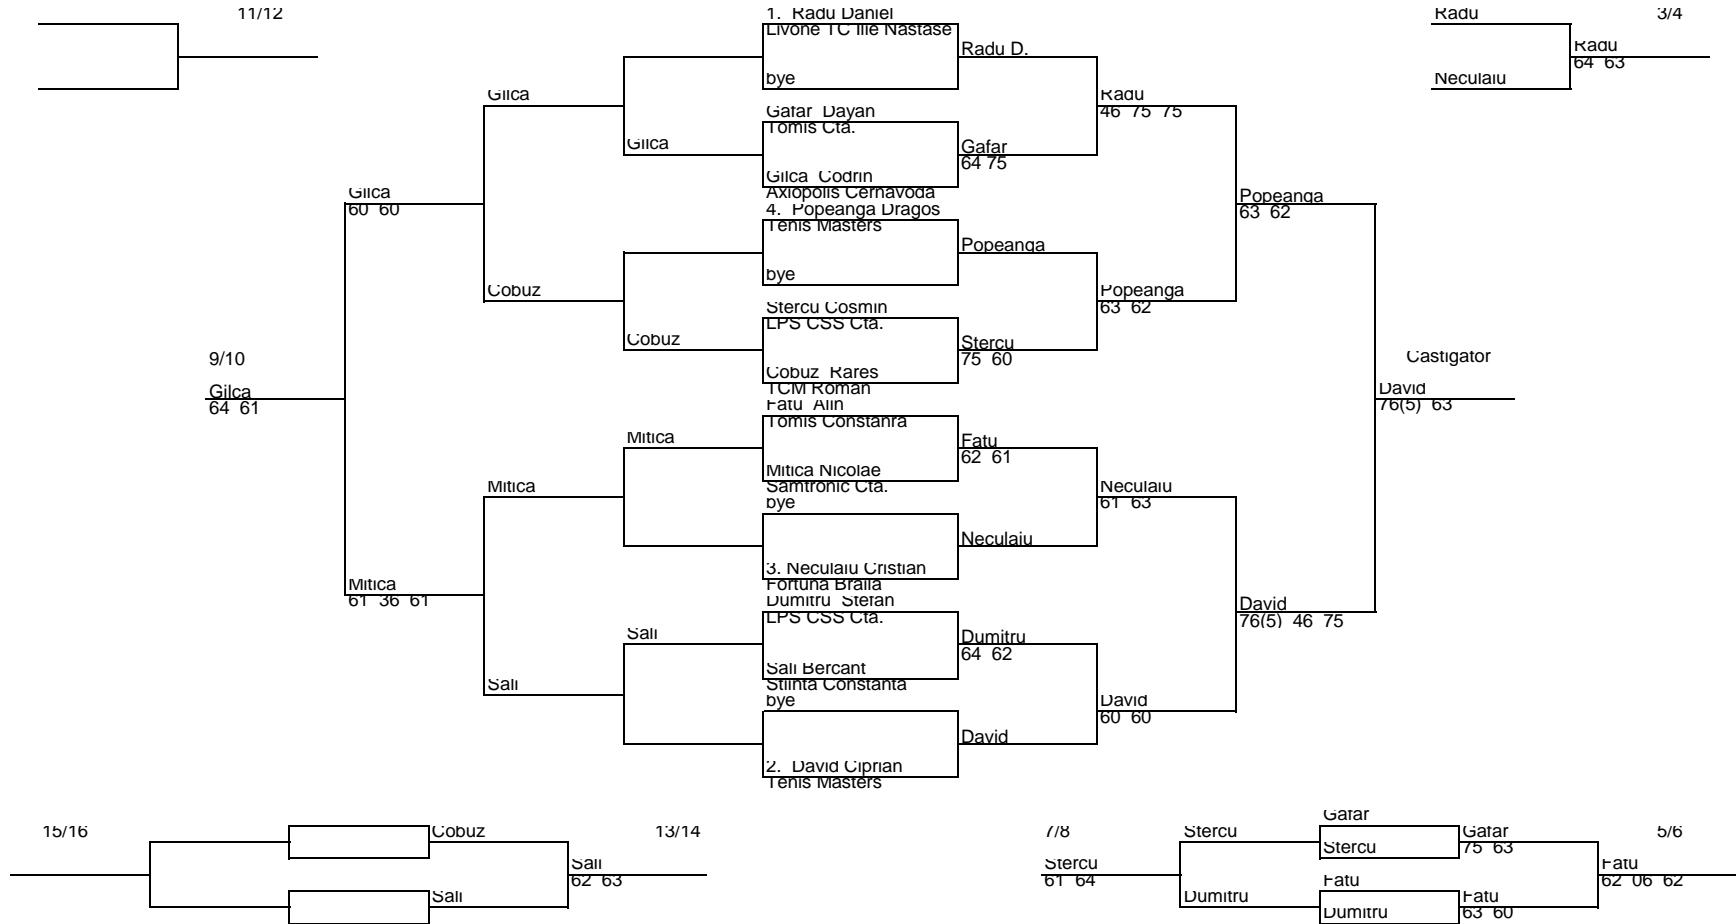 11/12
1. Radu Daniel
Livone TC Ilie Nastase
bye
Radu D.
Gafar Dayan
Tomis Cta.
Gilca Codrin
Axiopolis Cernavoda
Gafar
64 75
4. Popeanga Dragos
Tenis Masters
bye
Popeanga
Stercu Cosmin
LPS CSS Cta.
Cobuz Rares
TCM Roman
Stercu
75 60
Fatu Alin
Tomis Constanra
Mitica Nicolae
Samtronic Cta.
Fatu
62 61
bye
3. Neculaiu Cristian
Fortuna Braila
Neculaiu
Dumitru Stefan
LPS CSS Cta.
Sali Bercant
Stiinta Constanta
Dumitru
64 62
bye
2. David Ciprian
Tenis Masters
David
Radu
46 75 75
Popeanga
63 62
Neculaiu
61 63
David
60 60
Popeanga
63 62
David
76(5) 46 75
Castigator
David
76(5) 63
Radu
Neculaiu
3/4
Radu
64 63
Gilca
Cobuz
Mitica
Sali
Gilca
Cobuz
Mitica
Sali
Gilca
60 60
Mitica
61 36 61
9/10
Gilca
64 61
15/16
Cobuz
Sali
13/14
Sali
62 63
7/8
Stercu
61 64
Stercu
Dumitru
Gafar
Stercu
Fatu
Dumitru
Gafar
75 63
Fatu
63 60
5/6
Fatu
62 06 62